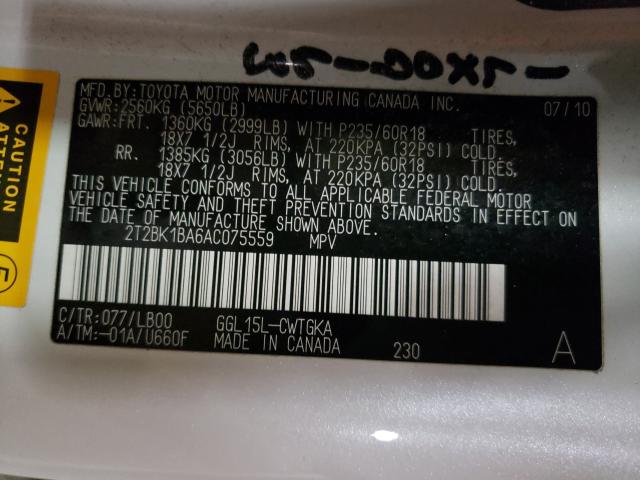 CAUTION
ATTENTION
E
MFD.BY:TOYOTA MOTOR MANUFACTURING CANADA INC.
GVWR:2560KG (5650LB) 07/10
GAWR:FRT. 1360KG (2999LB) WITH P235/60R18 TIRES,
18X7 1/2J RIMS, AT 220KPA (32PSI) COLD.
RR. 1385KG (3056LB) WITH P235/60R18 TIRES,
18X7 1/2J RIMS, AT 220KPA (32PSI) COLD.
THIS VEHICLE CONFORMS TO ALL APPLICABLE FEDERAL MOTOR
VEHICLE SAFETY AND THEFT PREVENTION STANDARDS IN EFFECT ON
THE DATE OF MANUFACTURE SHOWN ABOVE.
2T2BK1BA6AC075559 MPV
C/TR:077/LB00 GGL15L-CWTGKA
A/TM:-01A/U660F MADE IN CANADA 230 A